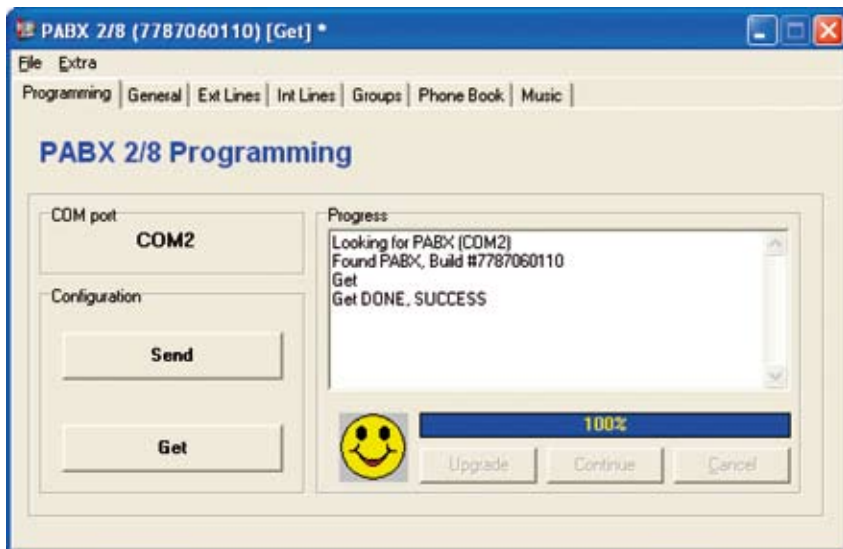 PABX 2/8 (7787060110) [Get] *
File Extra
Programming General Ext Lines Int Lines Groups Phone Book Music
PABX 2/8 Programming
COM port
COM2
Configuration
Send
Get
Progress
Looking for PABX (COM2)
Found PABX, Build #7787060110
Get
Get DONE, SUCCESS
100%
Upgrade Continue Cancel